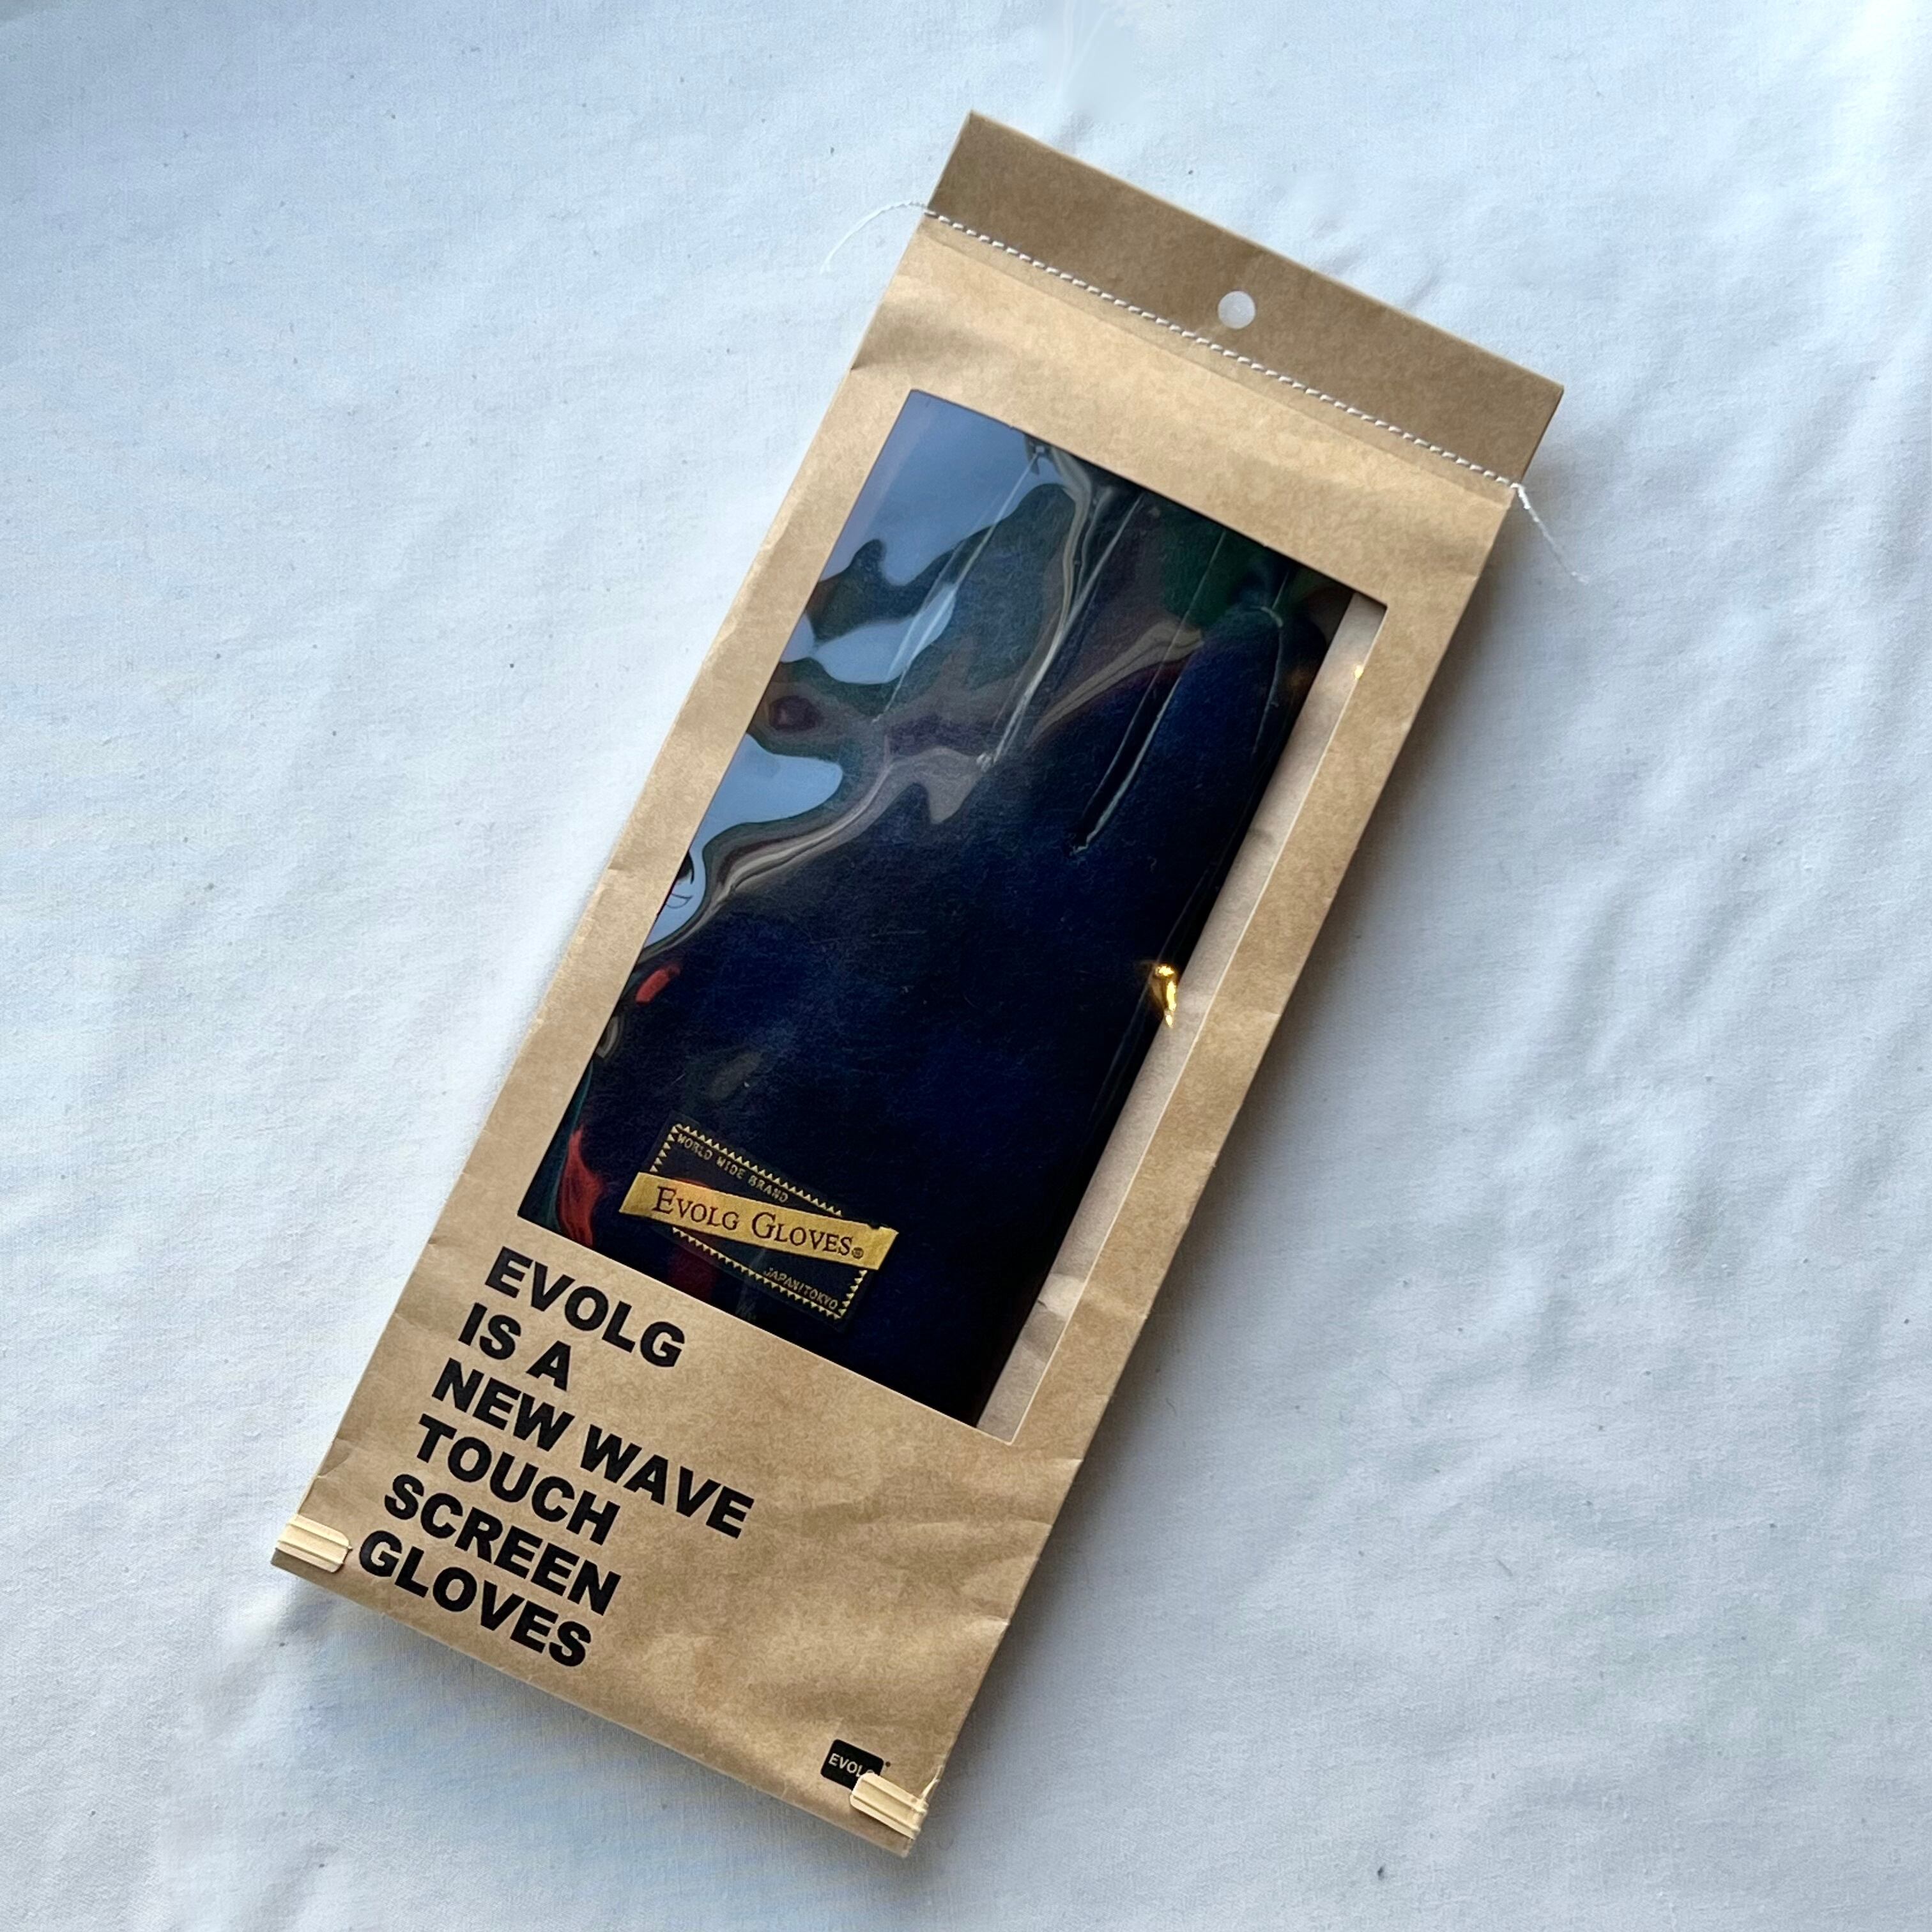 WORLD WIDE BRAND
EVOLG GLOVES®
JAPAN/TOKYO
EVOLG
IS A
NEW WAVE
TOUCH
SCREEN
GLOVES